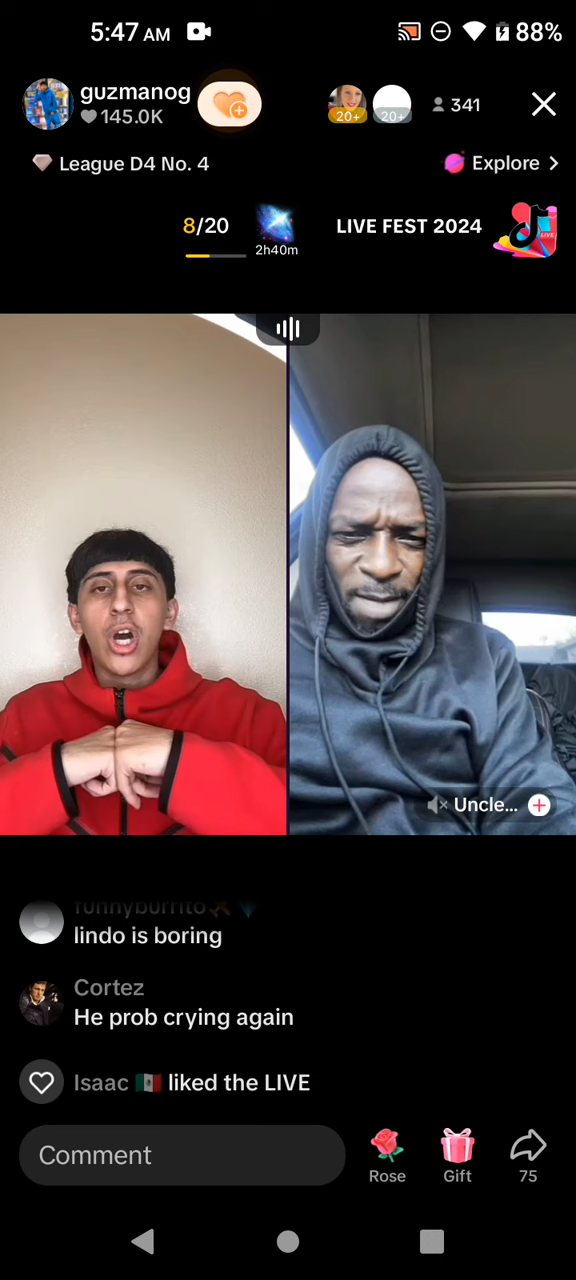 5:47 AM
88%
guzmanog
145.0K
20+
20+
341
League D4 No. 4
Explore >
8/20
2h40m
LIVE FEST 2024
LIVE
Uncle...
funnyburrito
lindo is boring
Cortez
He prob crying again
Isaac 🇲🇽 liked the LIVE
Comment
Rose
Gift
75